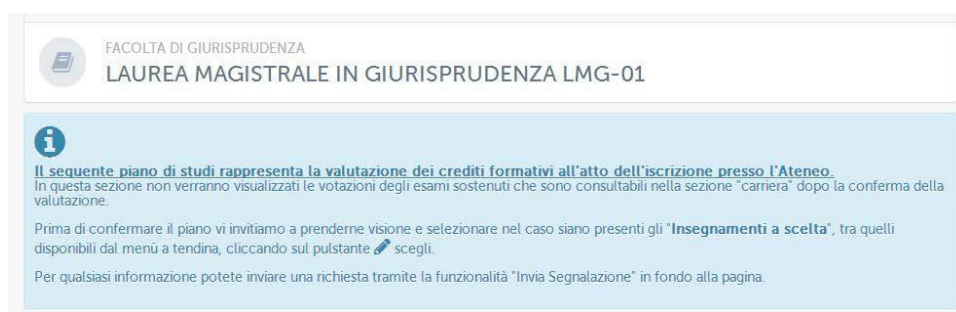 FACOLTA DI GIURISPRUDENZA
LAUREA MAGISTRALE IN GIURISPRUDENZA LMG-01
Il seguente piano di studi rappresenta la valutazione dei crediti formativi all'atto dell'iscrizione presso l'Ateneo.
In questa sezione non verranno visualizzati le votazioni degli esami sostenuti che sono consultabili nella sezione "carriera" dopo la conferma della
valutazione.
Prima di confermare il piano vi invitiamo a prenderne visione e selezionare nel caso siano presenti gli "Insegnamenti a scelta", tra quelli
disponibili dal menù a tendina, cliccando sul pulstante scegli.
Per qualsiasi informazione potete inviare una richiesta tramite la funzionalità "Invia Segnalazione" in fondo alla pagina.